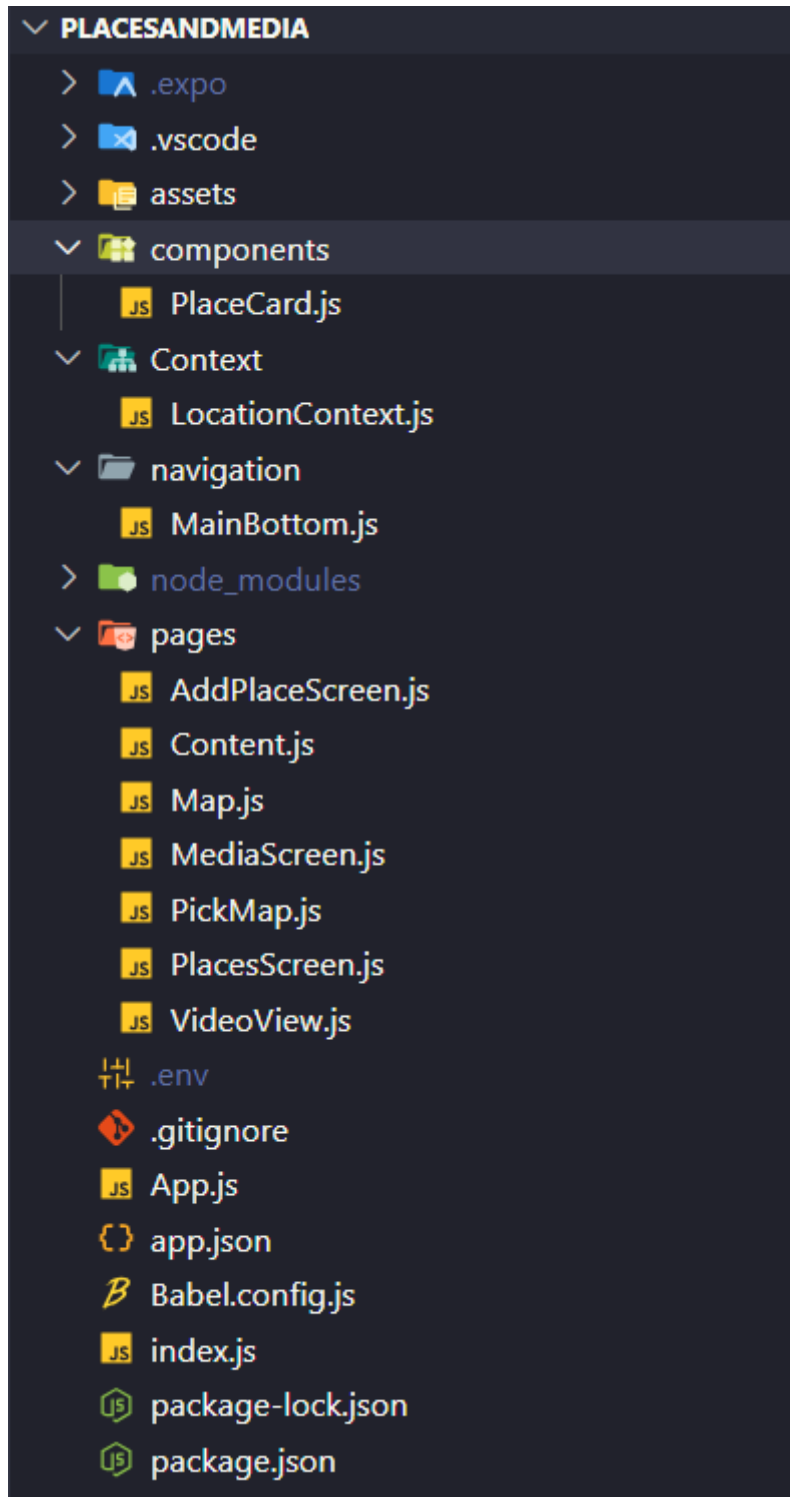 PLACESANDMEDIA
.expo
.vscode
assets
components
JS PlaceCard.js
Context
JS LocationContext.js
navigation
JS MainBottom.js
node_modules
pages
JS AddPlaceScreen.js
JS Content.js
JS Map.js
JS MediaScreen.js
JS PickMap.js
JS PlacesScreen.js
JS VideoView.js
.env
.gitignore
JS App.js
app.json
B Babel.config.js
JS index.js
JS package-lock.json
JS package.json